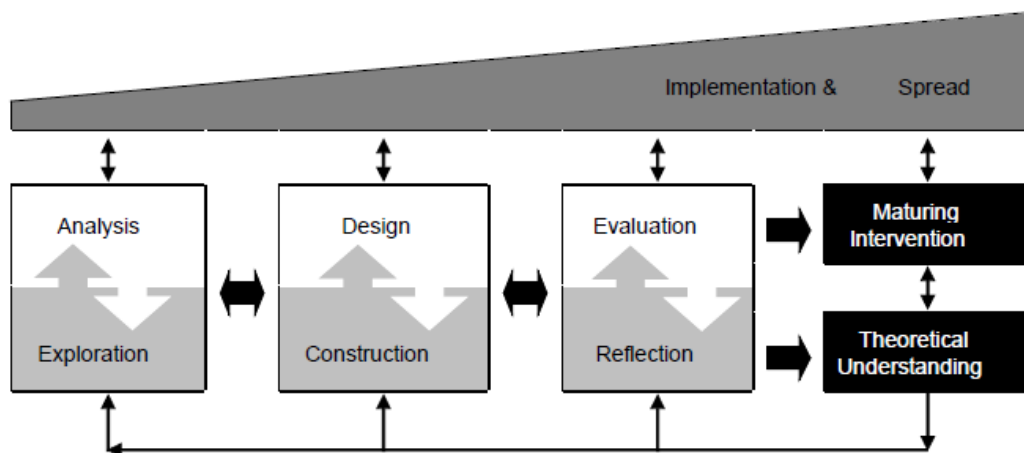 Implementation & Spread
Analysis
Exploration
Design
Construction
Evaluation
Reflection
Maturing
Intervention
Theoretical
Understanding